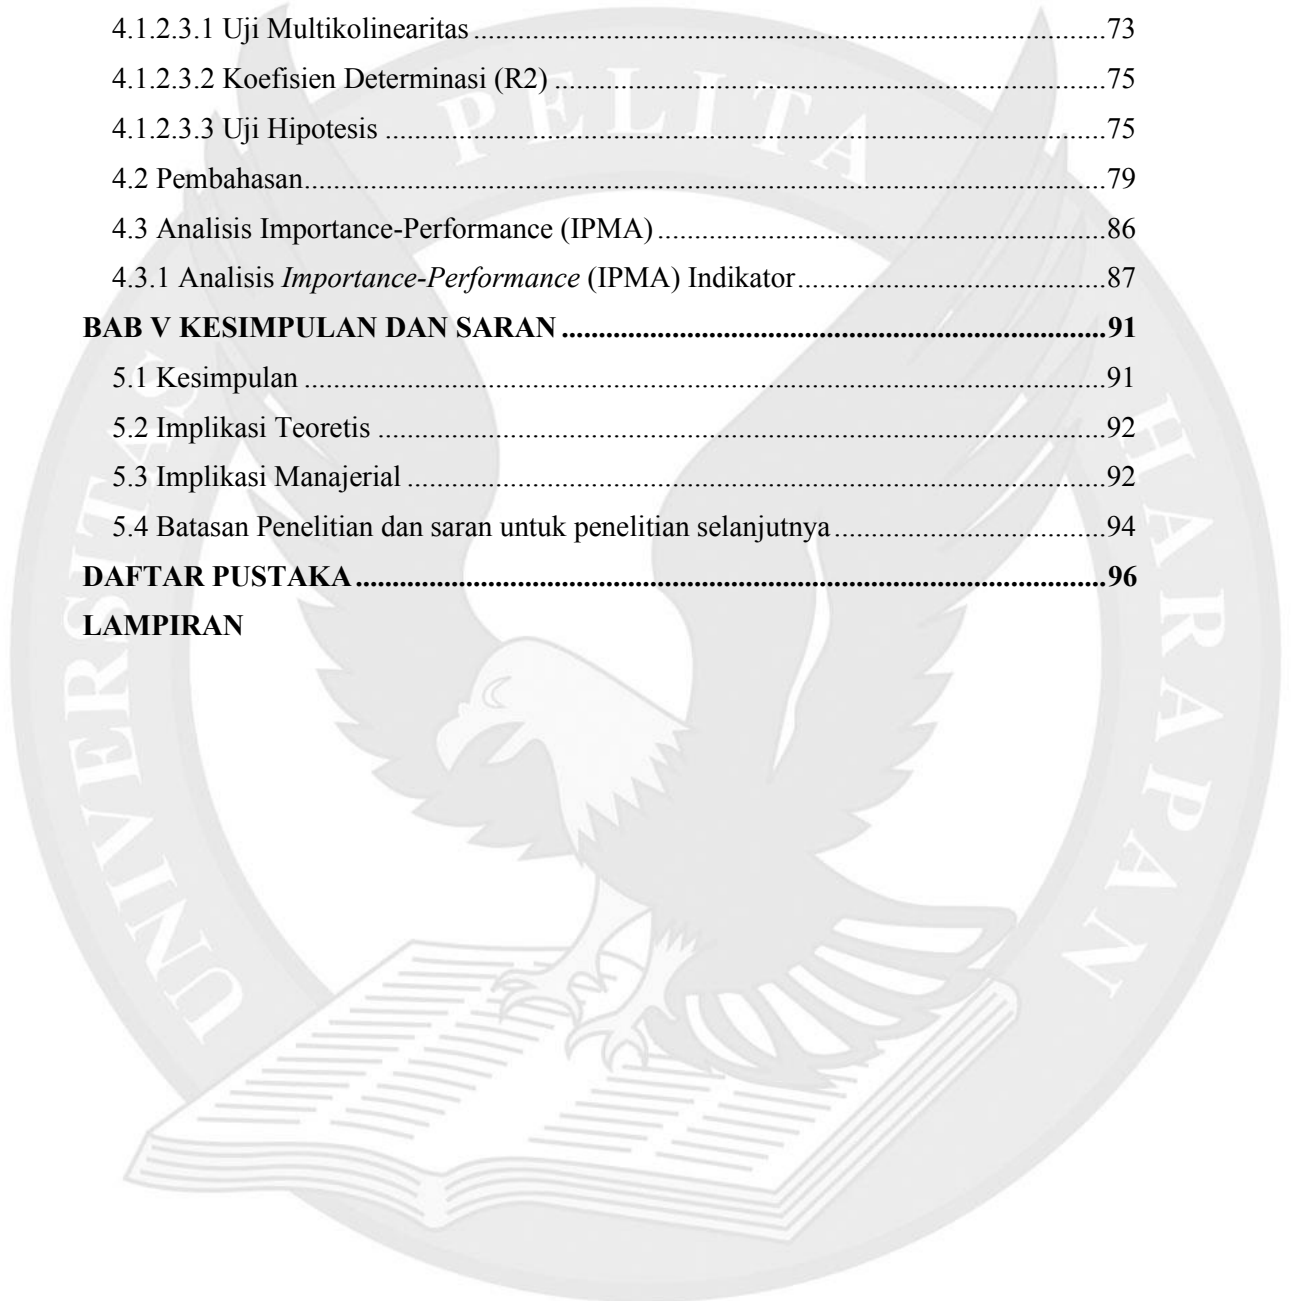 4.1.2.3.1 Uji Multikolinearitas ........................................................................................73
4.1.2.3.2 Koefisien Determinasi (R2) .............................................................................75
4.1.2.3.3 Uji Hipotesis .....................................................................................................75
4.2 Pembahasan................................................................................................................79
4.3 Analisis Importance-Performance (IPMA)................................................................86
4.3.1 Analisis Importance-Performance (IPMA) Indikator...........................................87
BAB V KESIMPULAN DAN SARAN ..........................................................................91
5.1 Kesimpulan ................................................................................................................91
5.2 Implikasi Teoretis ......................................................................................................92
5.3 Implikasi Manajerial ..................................................................................................92
5.4 Batasan Penelitian dan saran untuk penelitian selanjutnya ......................................94
DAFTAR PUSTAKA.......................................................................................................96
LAMPIRAN
UNIVERSITAS PELITA HARAPAN